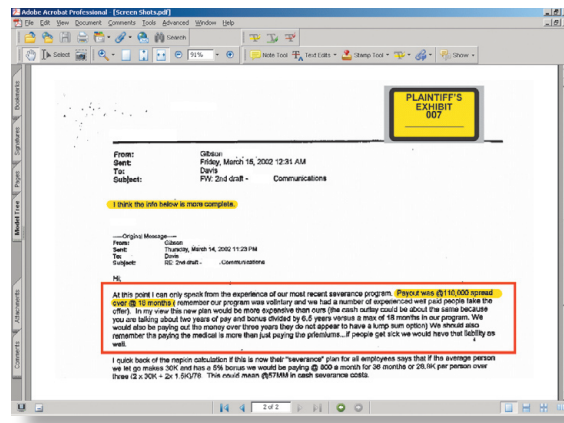 Adobe Acrobat Professional - [Screen Shots.pdf]
File Edit View Document Comments Tools Advanced Window Help
Search
Select 91% Note Tool Text Edits Stamp Tool Show
Bookmarks
Signatures
Pages
Model Tree
Attachments
Comments
PLAINTIFF'S
EXHIBIT
007
From: Gibson
Sent: Friday, March 15, 2002 12:31 AM
To: Davis
Subject: FW: 2nd draft - Communications
I think the info below is more complete.
-----Original Message-----
From: Gibson
Sent: Thursday, March 14, 2002 11:23 PM
To: Davis
Subject: RE: 2nd draft - Communications
Hi,
At this point I can only speak from the experience of our most recent severance program. Payout was @110,000 spread
over @ 18 months ( remember our program was voluntary and we had a number of experienced well paid people take the
offer). In my view this new plan would be more expensive than ours (the cash outlay could be about the same because
you are talking about two years of pay and bonus divided by 6.5 years versus a max of 18 months in our program. We
would also be paying out the money over three years they do not appear to have a lump sum option) We should also
remember the paying the medical is more than just paying the premiums...if people get sick we would have that liability as
well.
I quick back of the napkin calculation if this is now their "severance" plan for all employees says that if the average person
we let go makes 30K and has a 5% bonus we would be paying @ 800 a month for 36 months or 28.8K per person over
three (2 x 30K + 2x 1.5K)/78. This could mean @57MM in cash severance costs.
2 of 2